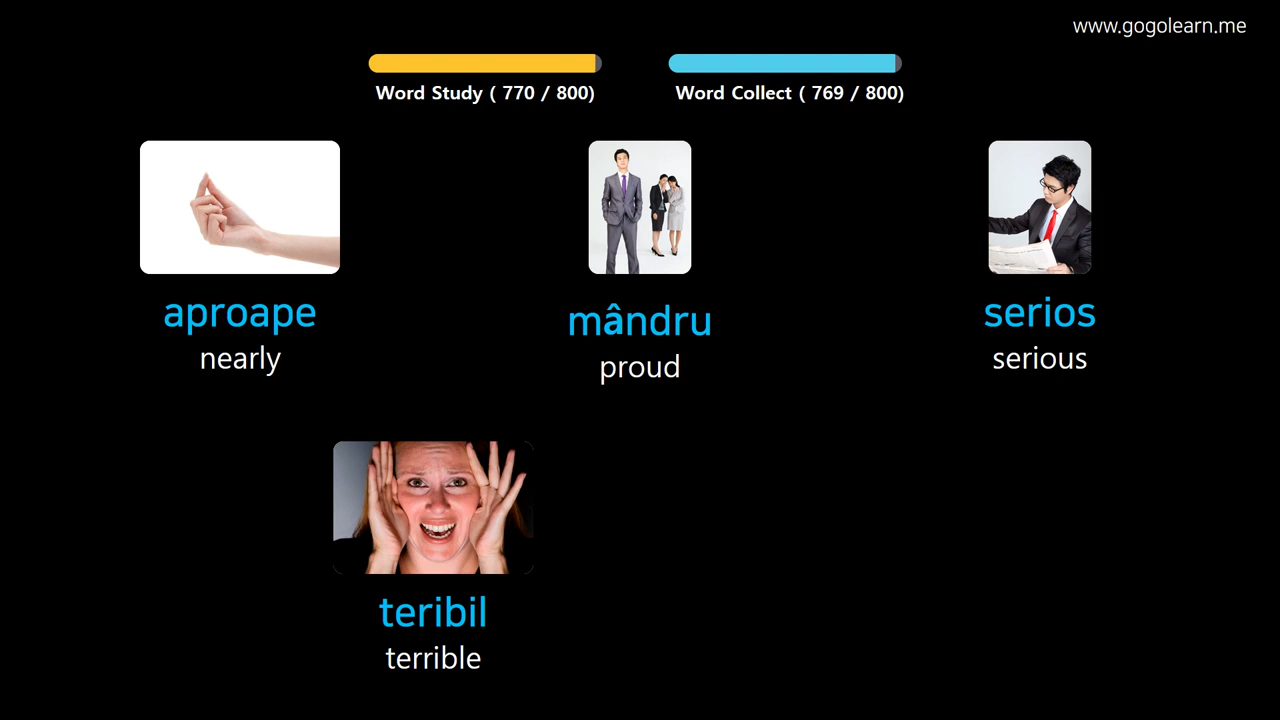 www.gogolearn.me
Word Study ( 770 / 800)
Word Collect ( 769 / 800)
aproape
nearly
mândru
proud
serios
serious
teribil
terrible